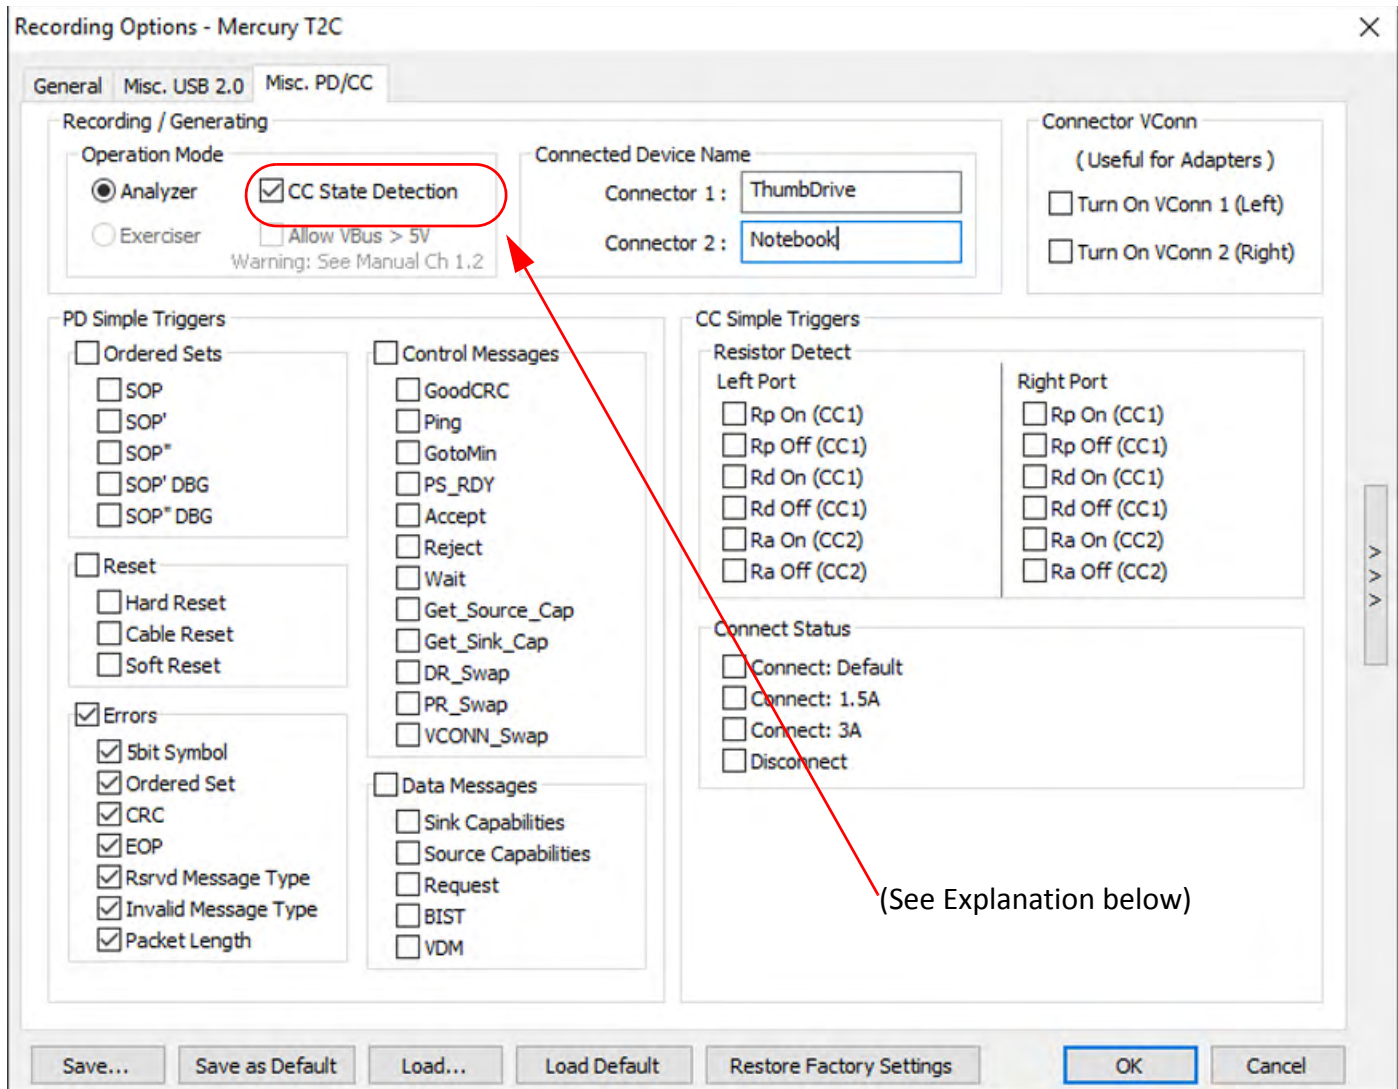 Recording Options - Mercury T2C
General Misc. USB 2.0 Misc. PD/CC
Recording / Generating
Operation Mode
Analyzer CC State Detection
Exerciser Allow VBus > 5V
Warning: See Manual Ch 1.2
Connected Device Name
Connector 1 : ThumbDrive
Connector 2 : Notebook
Connector VConn
( Useful for Adapters )
Turn On VConn 1 (Left)
Turn On VConn 2 (Right)
PD Simple Triggers
Ordered Sets
SOP
SOP'
SOP"
SOP' DBG
SOP" DBG
Reset
Hard Reset
Cable Reset
Soft Reset
Errors
5bit Symbol
Ordered Set
CRC
EOP
Rsrvd Message Type
Invalid Message Type
Packet Length
Control Messages
GoodCRC
Ping
GotoMin
PS_RDY
Accept
Reject
Wait
Get_Source_Cap
Get_Sink_Cap
DR_Swap
PR_Swap
VCONN_Swap
Data Messages
Sink Capabilities
Source Capabilities
Request
BIST
VDM
CC Simple Triggers
Resistor Detect
Left Port
Rp On (CC1)
Rp Off (CC1)
Rd On (CC1)
Rd Off (CC1)
Ra On (CC2)
Ra Off (CC2)
Right Port
Rp On (CC1)
Rp Off (CC1)
Rd On (CC1)
Rd Off (CC1)
Ra On (CC2)
Ra Off (CC2)
Connect Status
Connect: Default
Connect: 1.5A
Connect: 3A
Disconnect
(See Explanation below)
>
>
>
Save... Save as Default Load... Load Default Restore Factory Settings OK Cancel